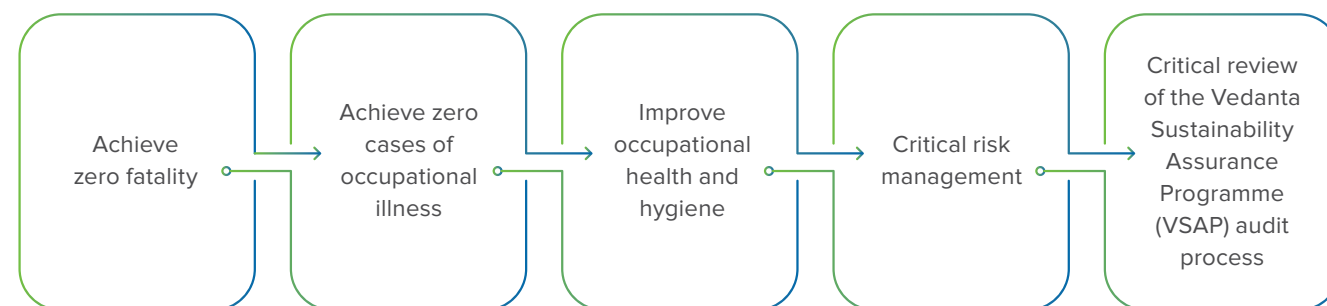 Achieve
zero fatality
Achieve zero
cases of
occupational
illness
Improve
occupational
health and
hygiene
Critical risk
management
Critical review
of the Vedanta
Sustainability
Assurance
Programme
(VSAP) audit
process